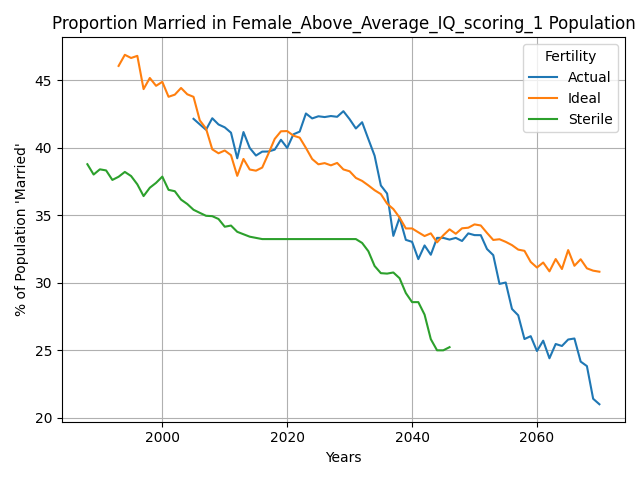 Proportion Married in Female_Above_Average_IQ_scoring_1 Population
Fertility
Actual
Ideal
Sterile
% of Population 'Married'
45
40
35
30
25
20
2000
2020
2040
2060
Years